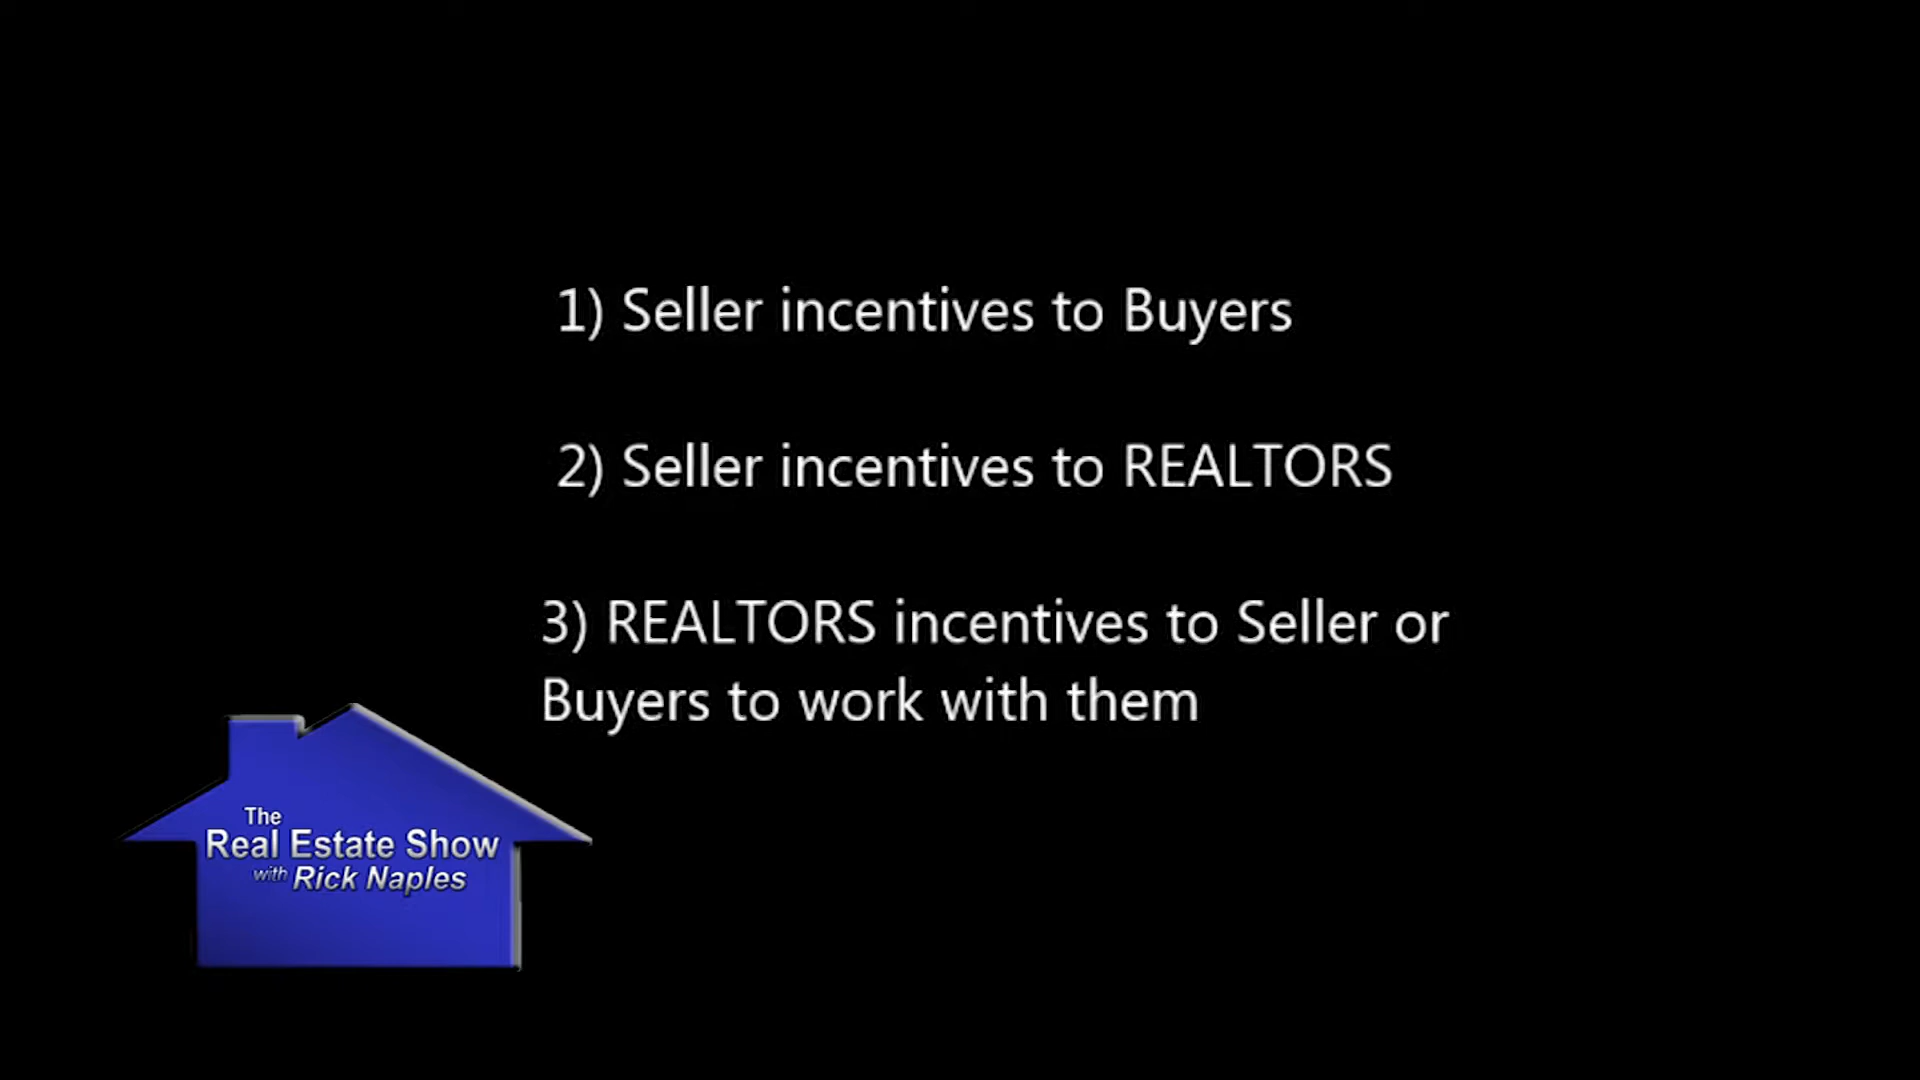 1) Seller incentives to Buyers
2) Seller incentives to REALTORS
3) REALTORS incentives to Seller or
Buyers to work with them
The
Real Estate Show
with Rick Naples